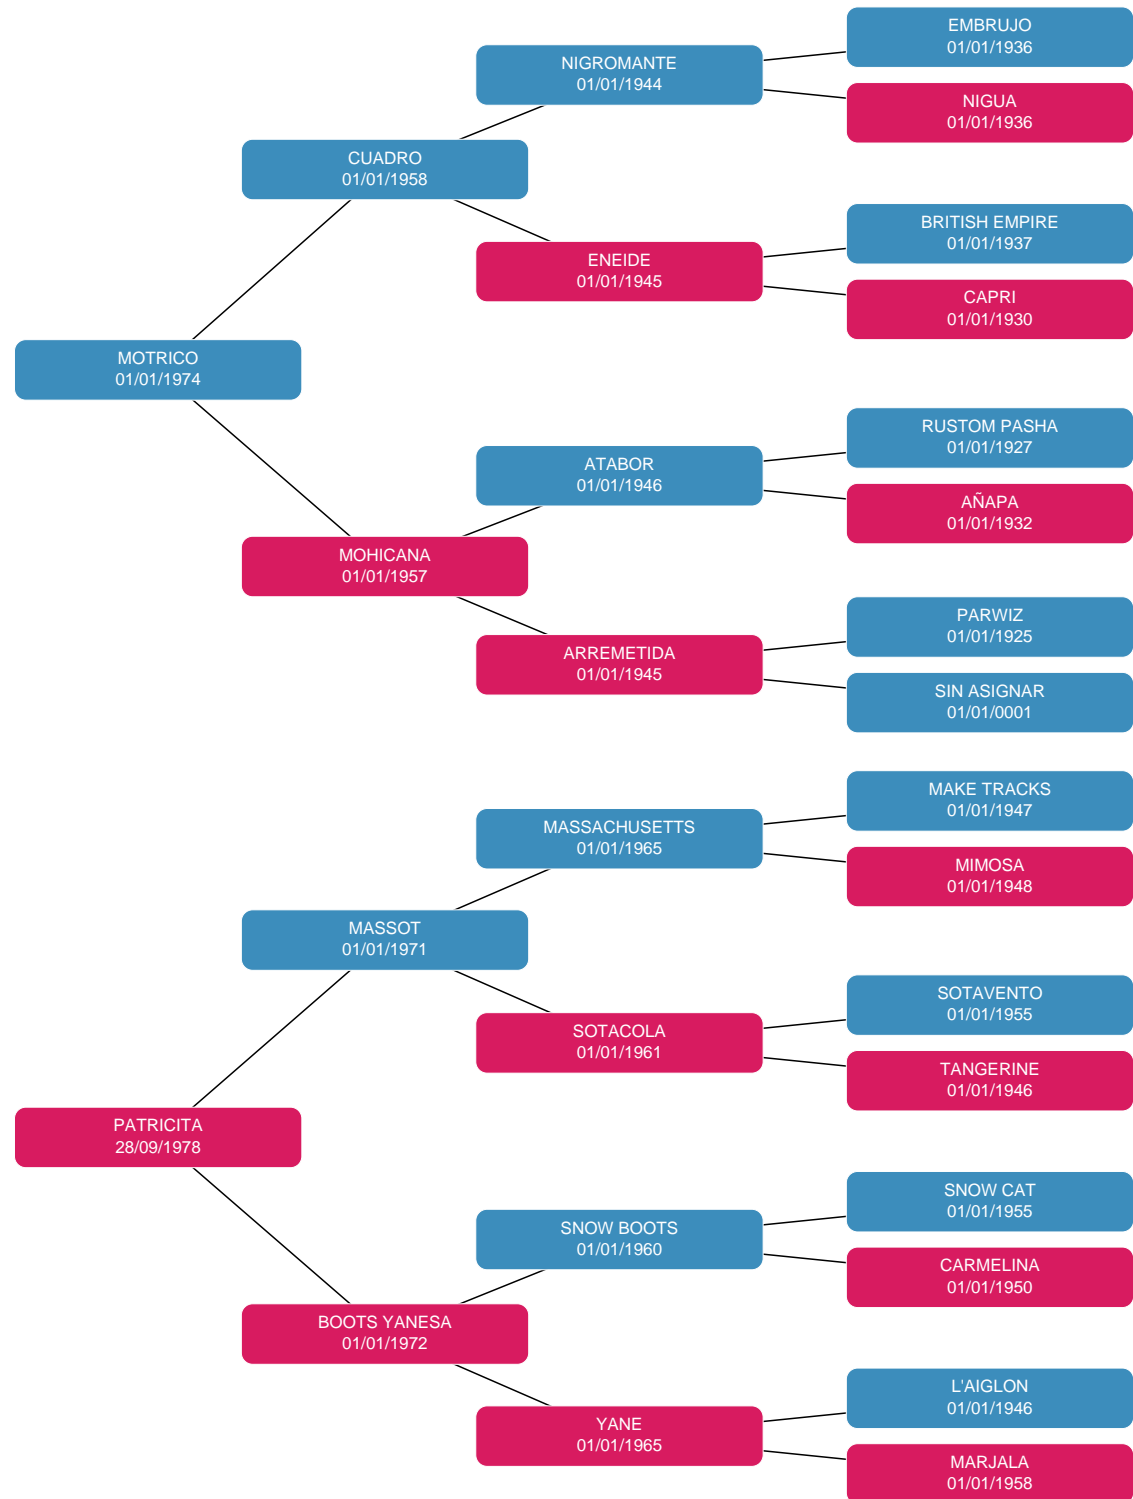 EMBRUJO
01/01/1936
NIGROMANTE
01/01/1944
NIGUA
01/01/1936
CUADRO
01/01/1958
BRITISH EMPIRE
01/01/1937
ENEIDE
01/01/1945
CAPRI
01/01/1930
MOTRICO
01/01/1974
RUSTOM PASHA
01/01/1927
ATABOR
01/01/1946
AÑAPA
01/01/1932
MOHICANA
01/01/1957
PARWIZ
01/01/1925
ARREMETIDA
01/01/1945
SIN ASIGNAR
01/01/0001
MAKE TRACKS
01/01/1947
MASSACHUSETTS
01/01/1965
MIMOSA
01/01/1948
MASSOT
01/01/1971
SOTAVENTO
01/01/1955
SOTACOLA
01/01/1961
TANGERINE
01/01/1946
PATRICITA
28/09/1978
SNOW CAT
01/01/1955
SNOW BOOTS
01/01/1960
CARMELINA
01/01/1950
BOOTS YANESA
01/01/1972
L'AIGLON
01/01/1946
YANE
01/01/1965
MARJALA
01/01/1958